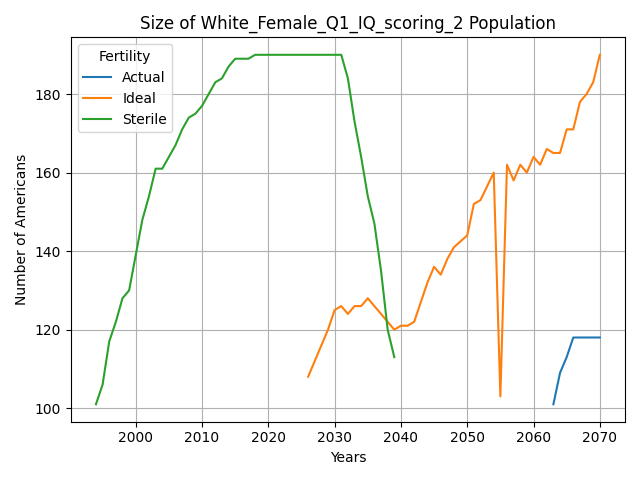 Size of White_Female_Q1_IQ_scoring_2 Population
Fertility
Actual
Ideal
Sterile
Number of Americans
180
160
140
120
100
2000
2010
2020
2030
2040
2050
2060
2070
Years